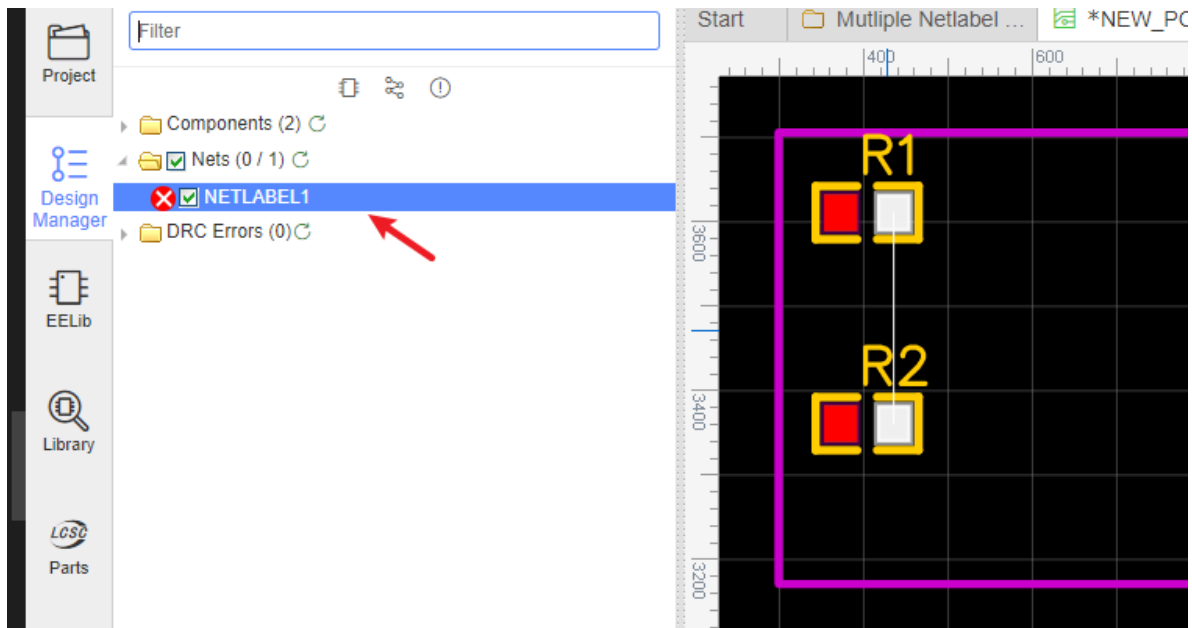 Project
Design
Manager
EELib
Library
LCSC
Parts
Filter
Components (2)
Nets (0 / 1)
NETLABEL1
DRC Errors (0)
Start
Mutliple Netlabel ...
*NEW_PC
400
600
3600
3400
3200
R1
R2